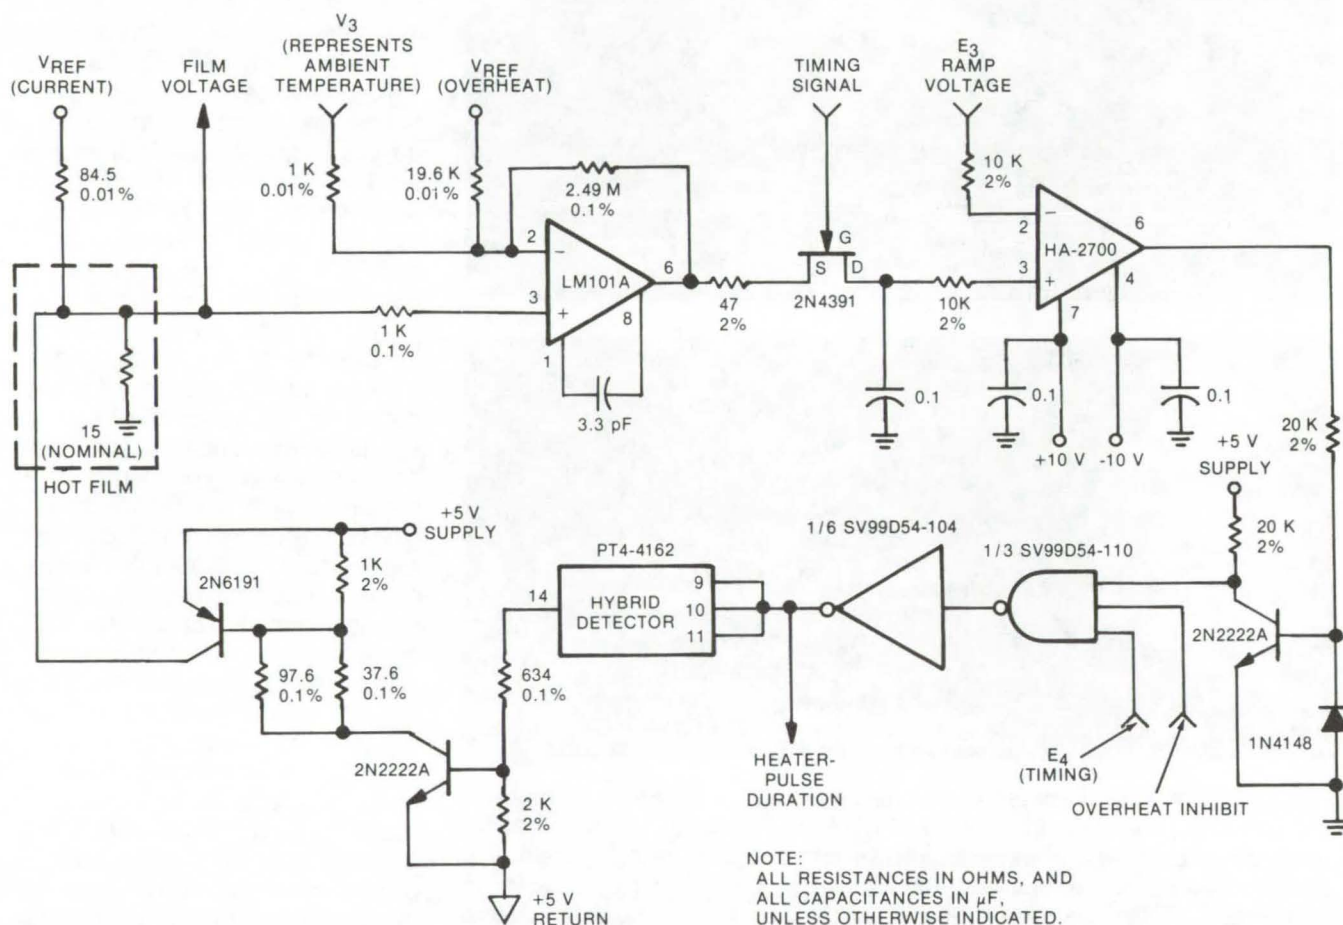 VREF
(CURRENT)
FILM
VOLTAGE
V3
(REPRESENTS
AMBIENT
TEMPERATURE)
VREF
(OVERHEAT)
TIMING
SIGNAL
E3
RAMP
VOLTAGE
84.5
0.01%
1 K
0.01%
19.6 K
0.01%
2.49 M
0.1%
10 K
2%
2
−
LM101A
3
+
6
8
1
3.3 pF
1 K
0.1%
47
2%
G
S
D
2N4391
10K
2%
0.1
2
−
HA-2700
3
+
6
4
7
0.1
0.1
+10 V
-10 V
20 K
2%
15
(NOMINAL)
HOT FILM
+5 V
SUPPLY
20 K
2%
+5 V
SUPPLY
2N6191
1K
2%
97.6
0.1%
37.6
0.1%
2N2222A
14
PT4-4162
HYBRID
DETECTOR
9
10
11
634
0.1%
2 K
2%
+5 V
RETURN
1/6 SV99D54-104
1/3 SV99D54-110
2N2222A
1N4148
HEATER-
PULSE
DURATION
E4
(TIMING)
OVERHEAT INHIBIT
NOTE:
ALL RESISTANCES IN OHMS, AND
ALL CAPACITANCES IN μF,
UNLESS OTHERWISE INDICATED.